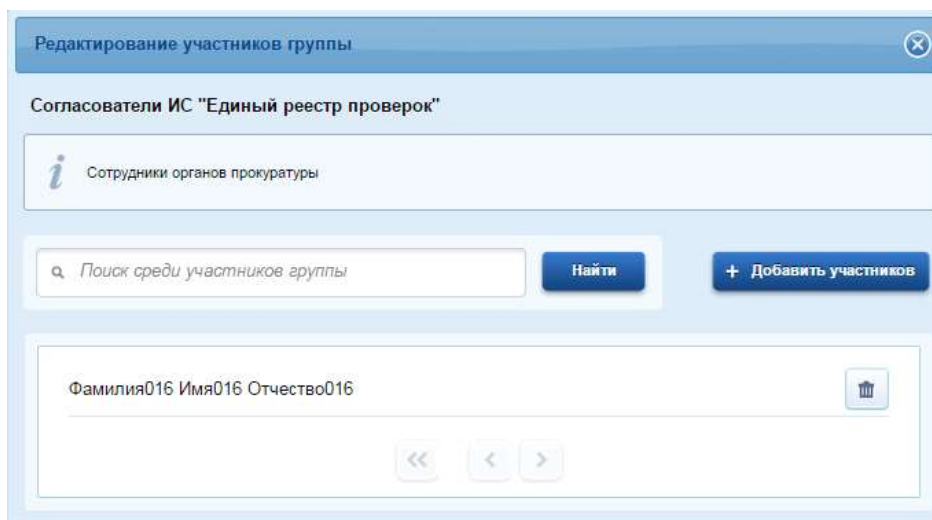 Редактирование участников группы
Согласователи ИС "Единый реестр проверок"
Сотрудники органов прокуратуры
Поиск среди участников группы
Найти
+ Добавить участников
Фамилия016 Имя016 Отчество016